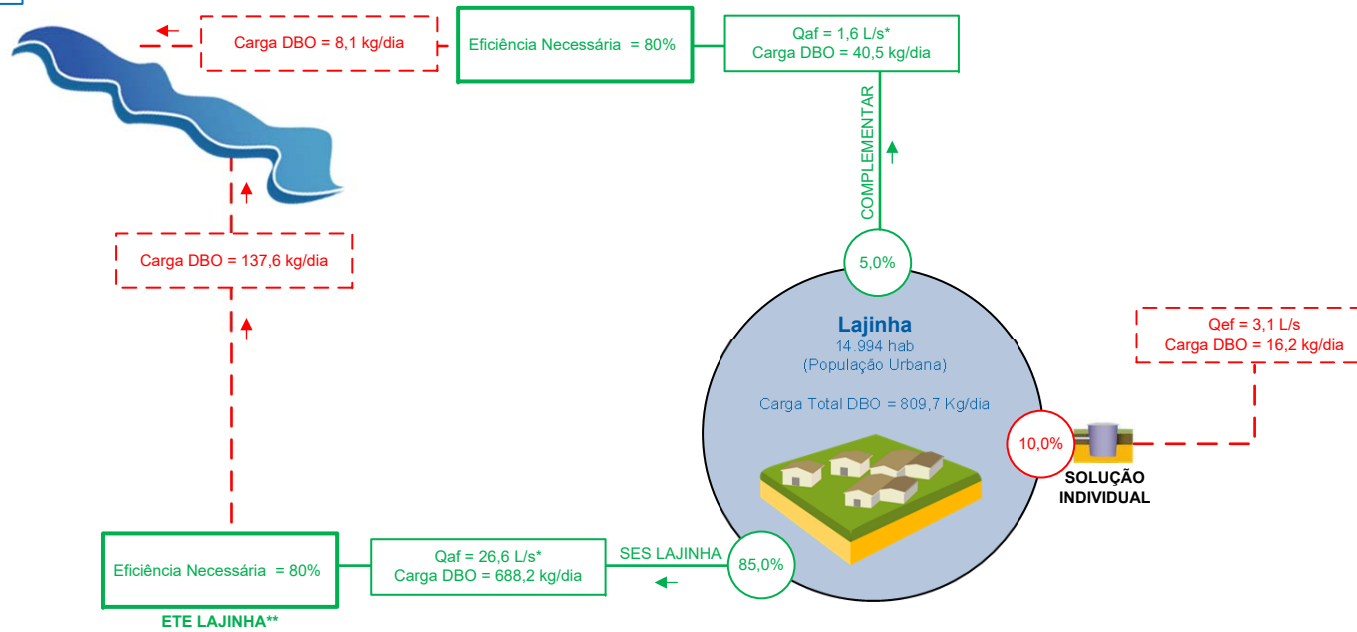 Carga DBO = 8,1 kg/dia
Eficiência Necessária = 80%
Qaf = 1,6 L/s*
Carga DBO = 40,5 kg/dia
COMPLEMENTAR
5,0%
Carga DBO = 137,6 kg/dia
Lajinha
14.994 hab
(População Urbana)
Carga Total DBO = 809,7 Kg/dia
Qef = 3,1 L/s
Carga DBO = 16,2 kg/dia
10,0%
SOLUÇÃO
INDIVIDUAL
Eficiência Necessária = 80%
ETE LAJINHA**
Qaf = 26,6 L/s*
Carga DBO = 688,2 kg/dia
SES LAJINHA
85,0%